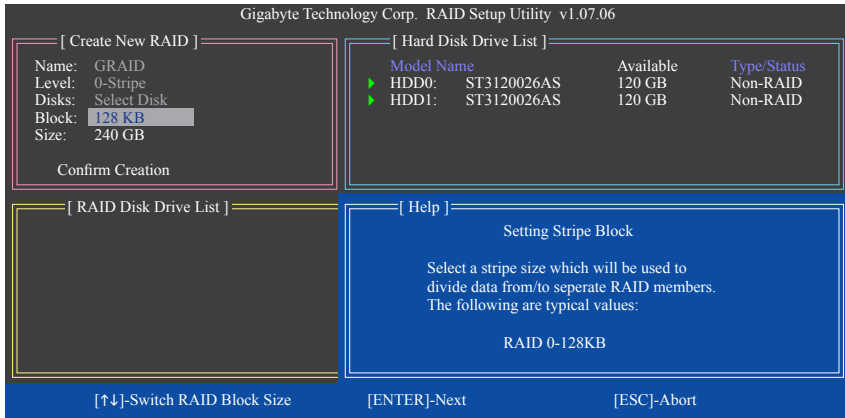 Gigabyte Technology Corp. RAID Setup Utility v1.07.06
[ Create New RAID ]
Name: GRAID
Level: 0-Stripe
Disks: Select Disk
Block: 128 KB
Size: 240 GB
Confirm Creation
[ Hard Disk Drive List ]
Model Name Available Type/Status
HDD0: ST3120026AS 120 GB Non-RAID
HDD1: ST3120026AS 120 GB Non-RAID
[ RAID Disk Drive List ]
[ Help ]
Setting Stripe Block
Select a stripe size which will be used to
divide data from/to seperate RAID members.
The following are typical values:
RAID 0-128KB
[↑↓]-Switch RAID Block Size [ENTER]-Next [ESC]-Abort